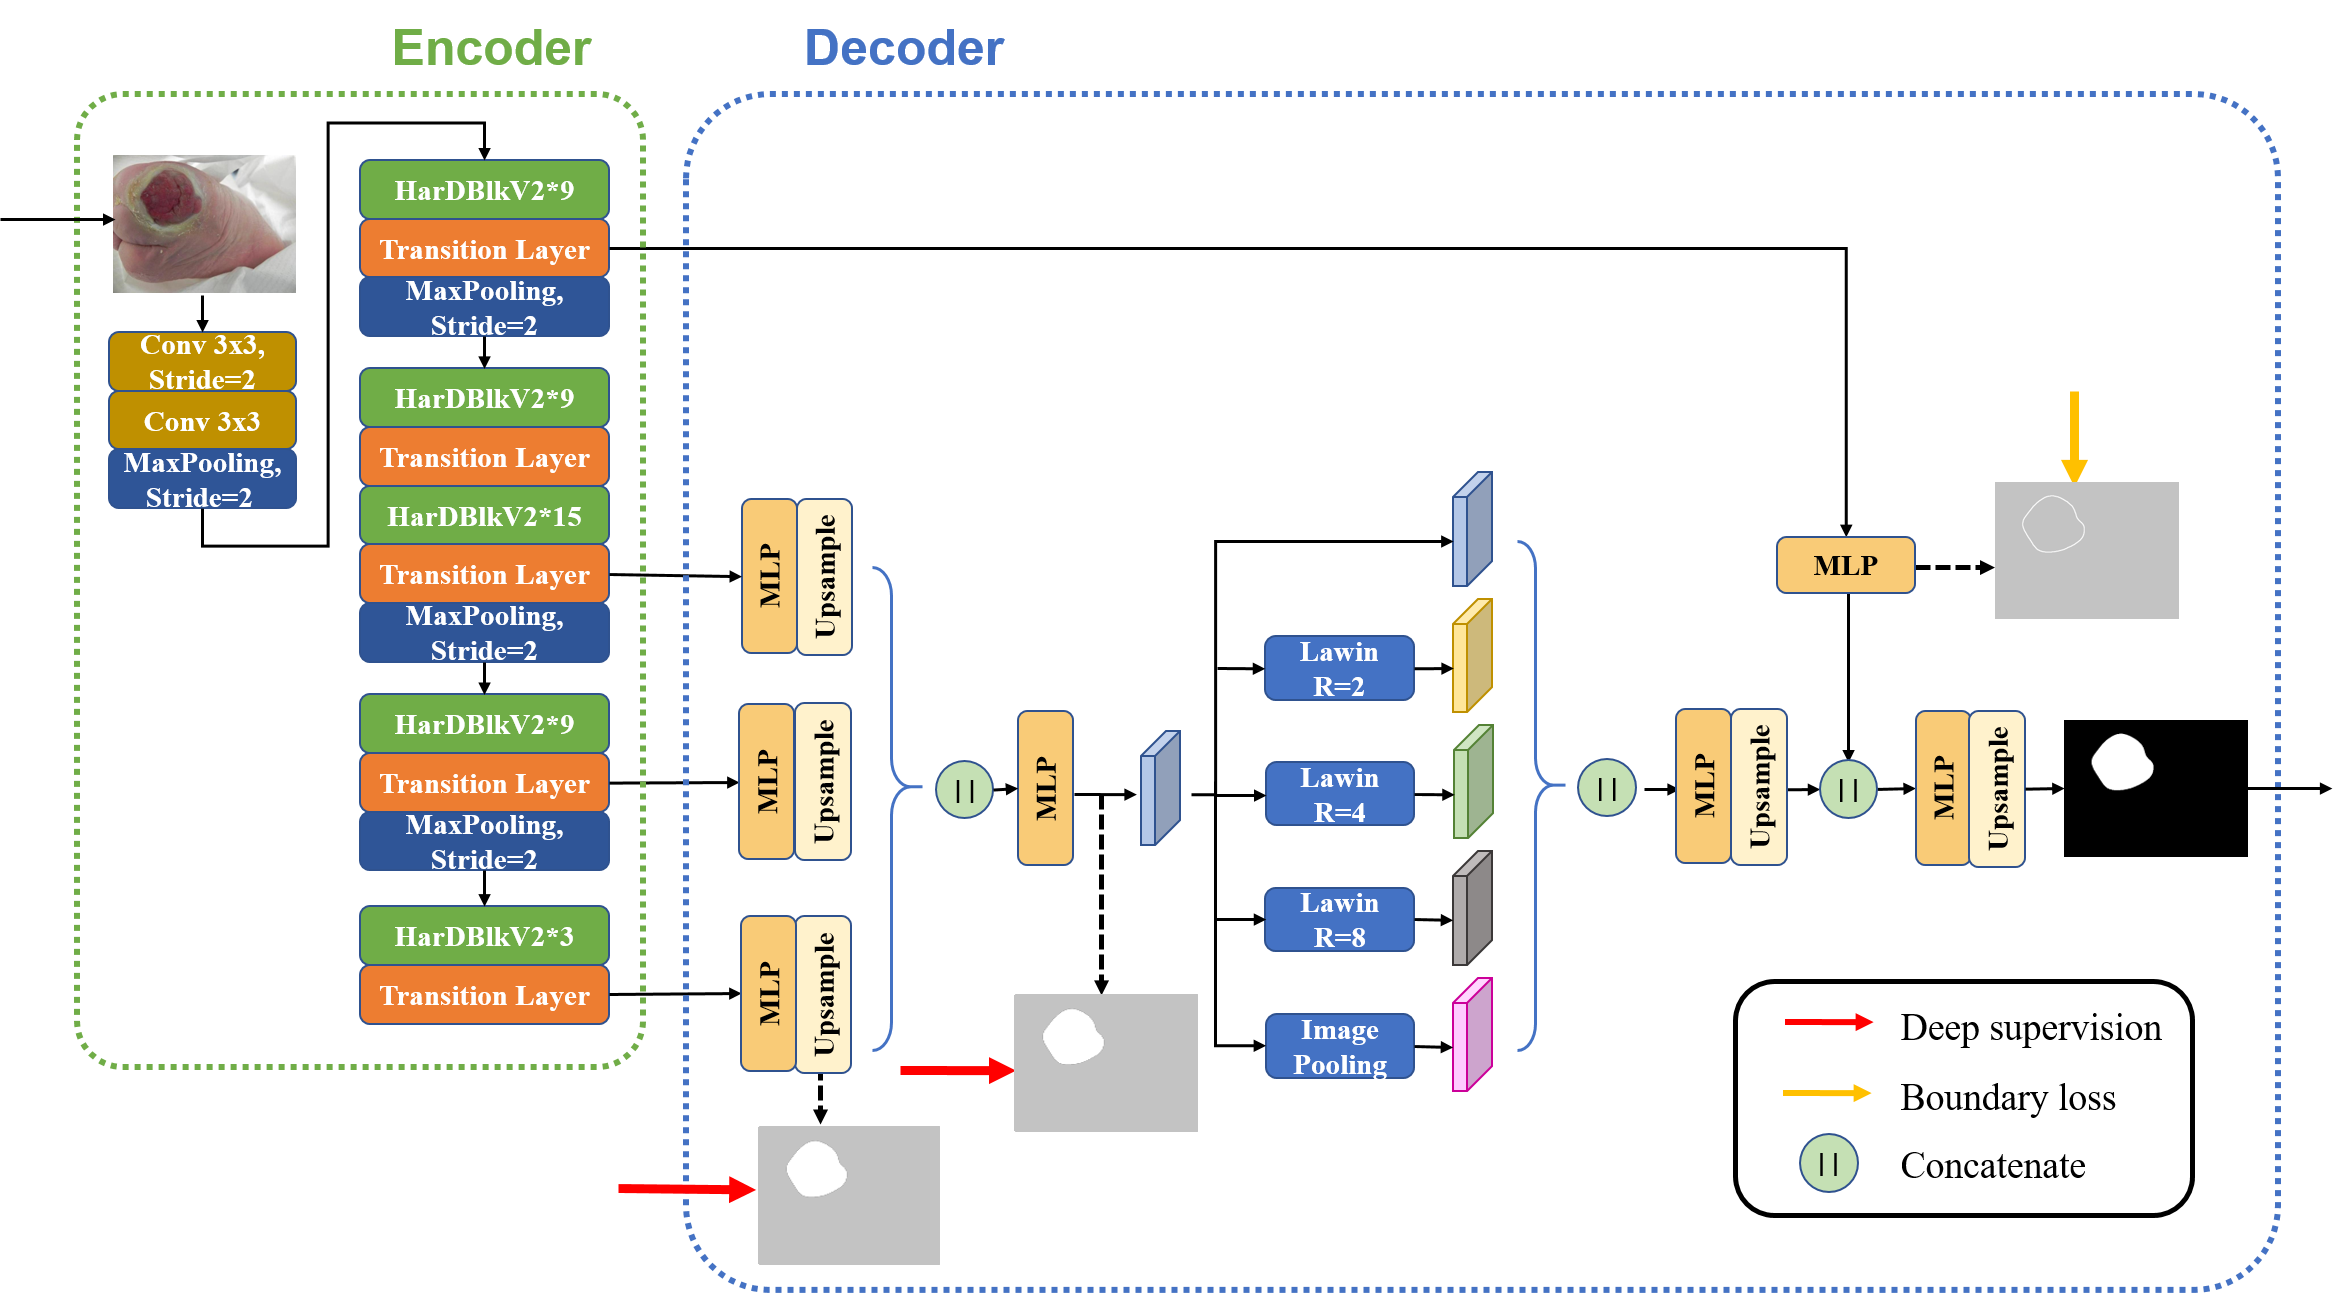 Encoder
Decoder
HarDBlkV2*9
Transition Layer
MaxPooling,
Stride=2
Conv 3x3,
Stride=2
Conv 3x3
MaxPooling,
Stride=2
HarDBlkV2*9
Transition Layer
HarDBlkV2*15
Transition Layer
MaxPooling,
Stride=2
HarDBlkV2*9
Transition Layer
MaxPooling,
Stride=2
HarDBlkV2*3
Transition Layer
MLP
Upsample
MLP
Upsample
MLP
Upsample
||
MLP
Lawin
R=2
Lawin
R=4
Lawin
R=8
Image
Pooling
||
MLP
Upsample
MLP
||
MLP
Upsample
Deep supervision
Boundary loss
|| Concatenate